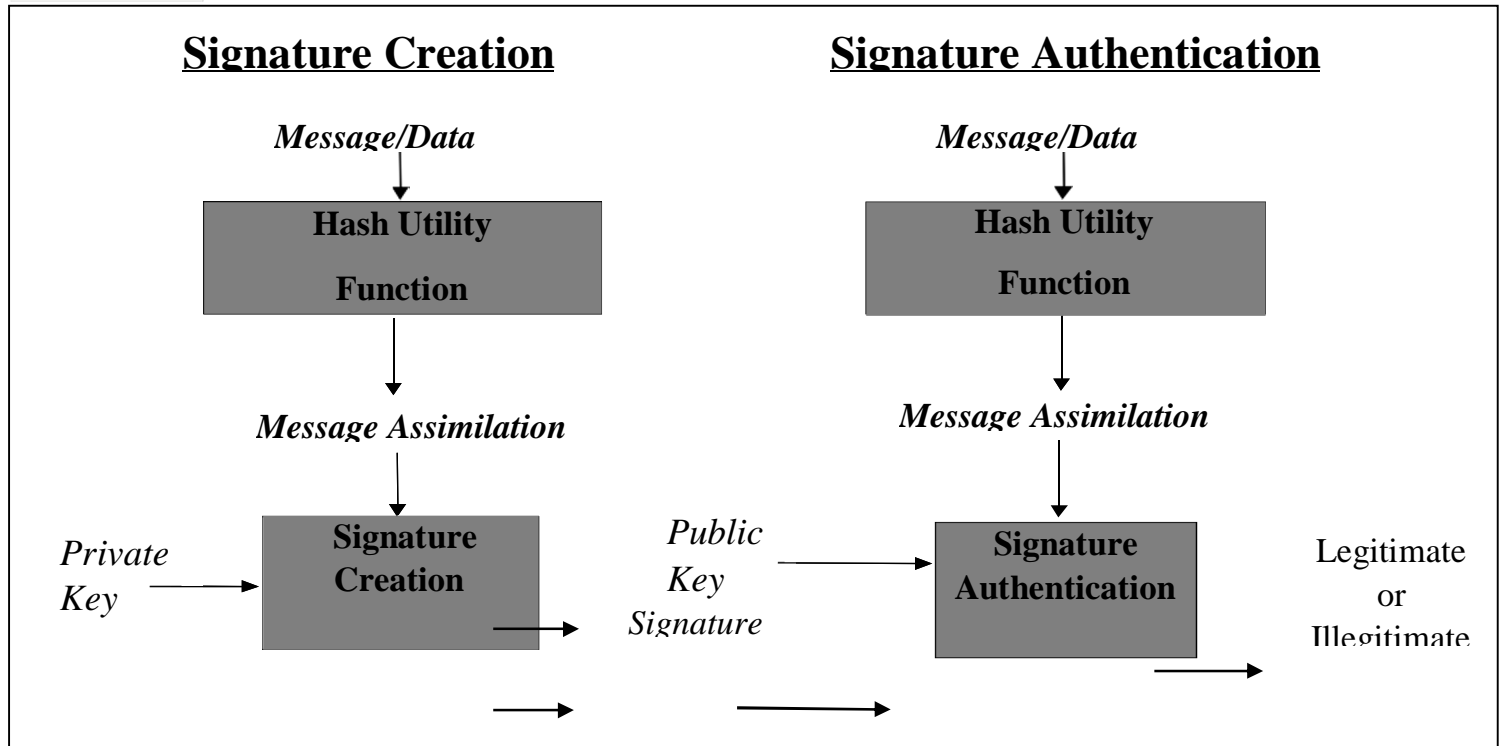 Signature Creation
Signature Authentication
Message/Data
Message/Data
Hash Utility
Function
Hash Utility
Function
Message Assimilation
Message Assimilation
Private
Key
Signature
Creation
Public
Key
Signature
Signature
Authentication
Legitimate
or
Illegitimate